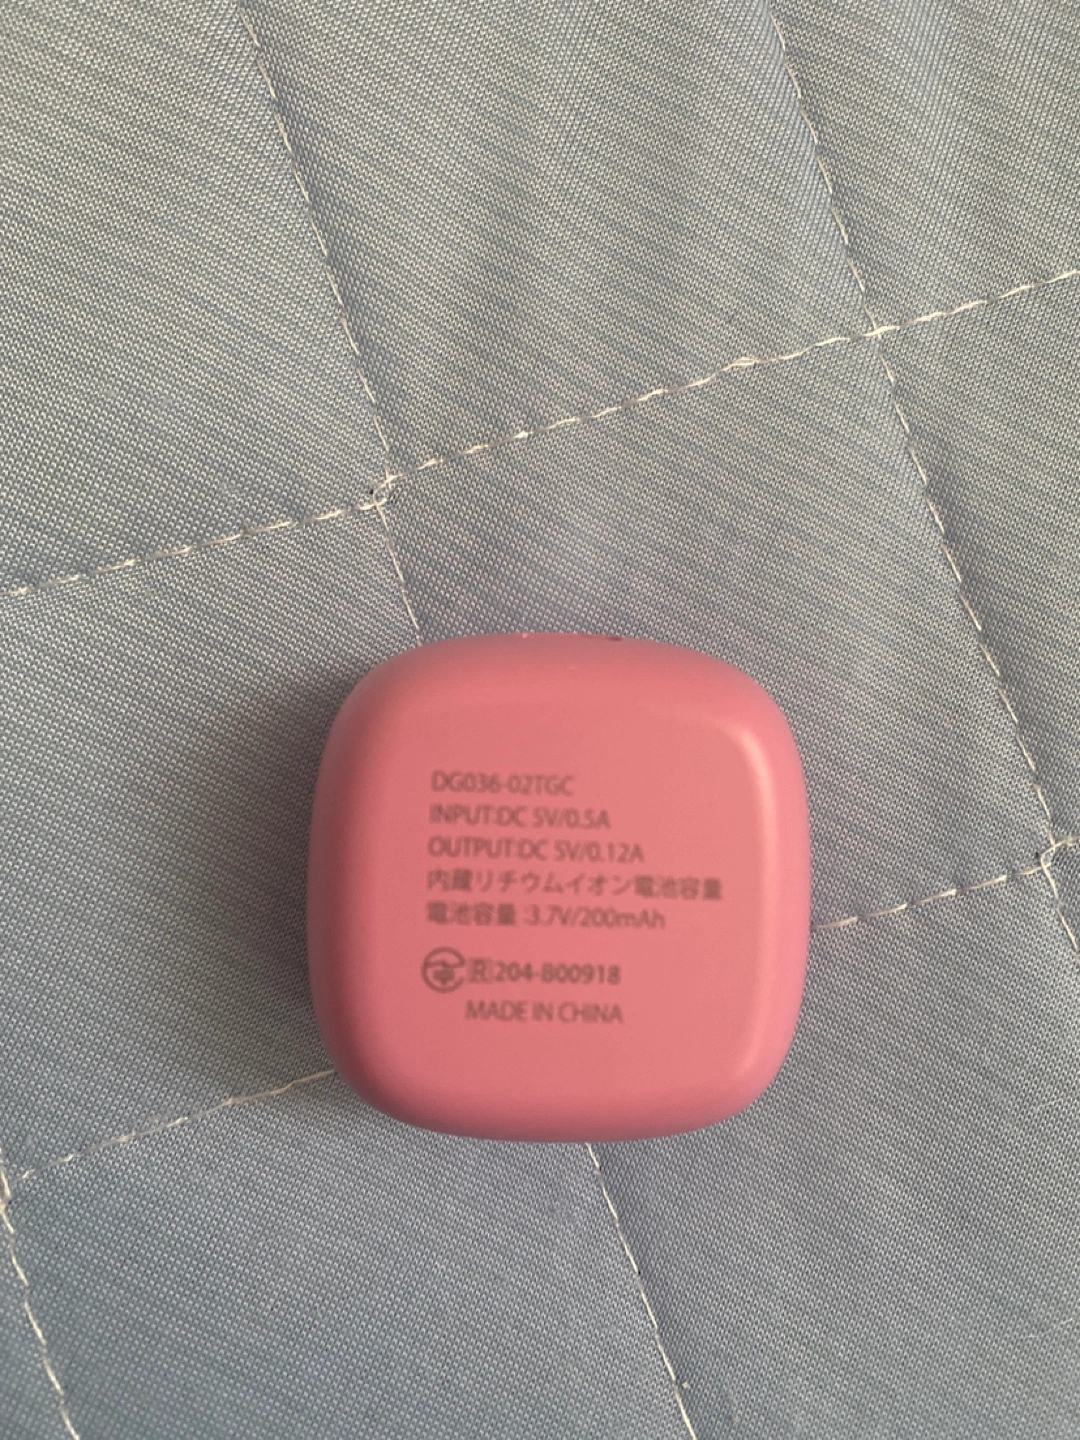 DG036-02TGC
INPUT:DC 5V/0.5A
OUTPUT:DC 5V/0.12A
内蔵リチウムイオン電池容量
電池容量:3.7V/200mAh
R 204-B00918
MADE IN CHINA